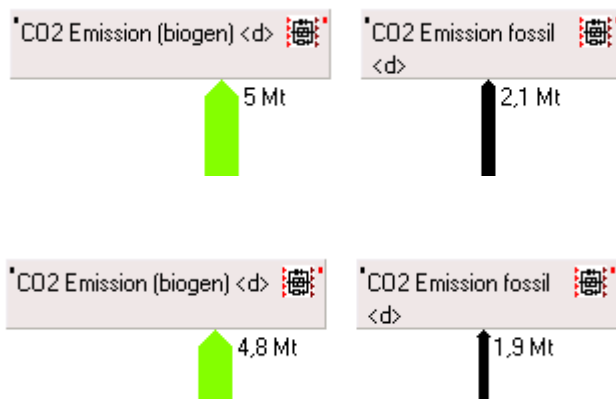 CO2 Emission (biogen) <d>
CO2 Emission fossil
<d>
5 Mt
2,1 Mt
CO2 Emission (biogen) <d>
CO2 Emission fossil
<d>
4,8 Mt
1,9 Mt